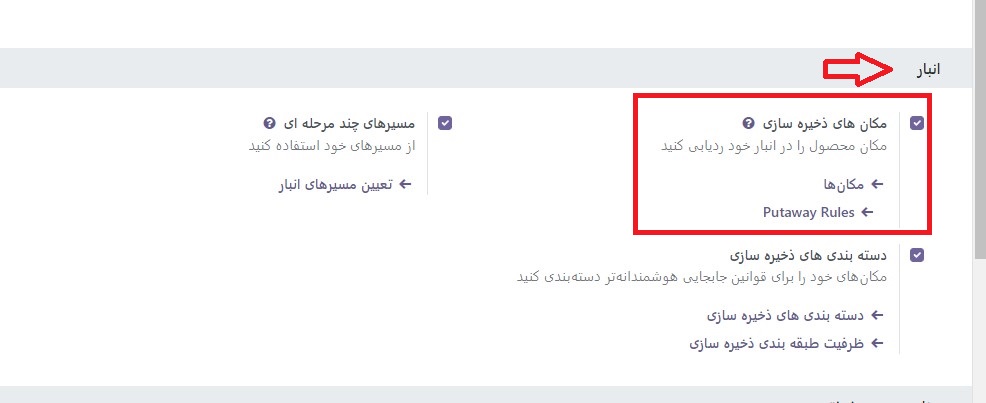 انبار
مکان های ذخیره سازی
مکان محصول را در انبار خود ردیابی کنید
مکان‌ها
Putaway Rules
مسیرهای چند مرحله ای
از مسیرهای خود استفاده کنید
تعیین مسیرهای انبار
دسته بندی های ذخیره سازی
مکان‌های خود را برای قوانین جابجایی هوشمندانه‌تر دسته‌بندی کنید
دسته بندی های ذخیره سازی
ظرفیت طبقه بندی ذخیره سازی